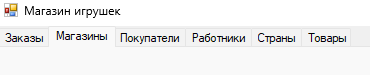 Магазин игрушек
Заказы Магазины Покупатели Работники Страны Товары